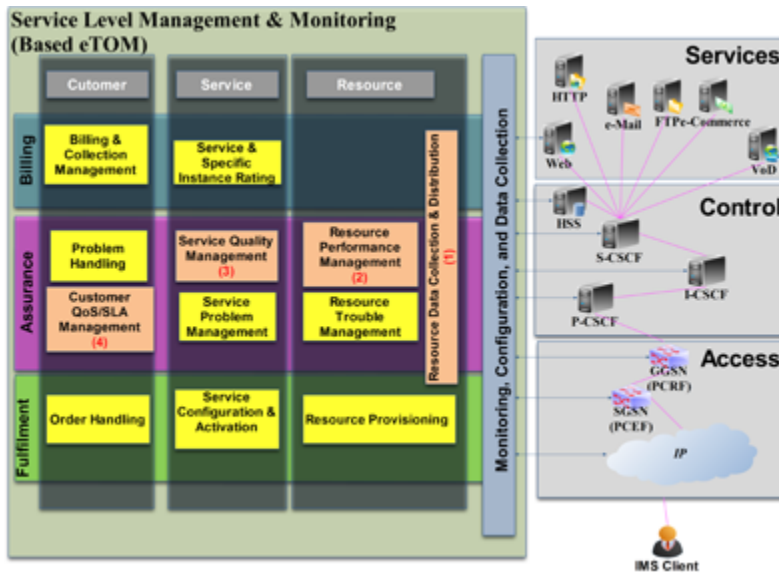 Service Level Management & Monitoring
(Based eTOM)
Cutomer
Service
Resource
Billing
Billing &
Collection
Management
Service &
Specific
Instance Rating
Resource Data Collection & Distribution
(1)
Assurance
Problem
Handling
Service Quality
Management
(3)
Resource
Performance
Management
(2)
Customer
QoS/SLA
Management
(4)
Service
Problem
Management
Resource
Trouble
Management
Fulfilment
Order Handling
Service
Configuration &
Activation
Resource Provisioning
Monitoring, Configuration, and Data Collection
Services
HTTP
e-Mail
FTP
e-Commerce
Web
VoD
Control
HSS
S-CSCF
I-CSCF
P-CSCF
Access
GGSN
(PCRF)
SGSN
(PCEF)
IP
IMS Client